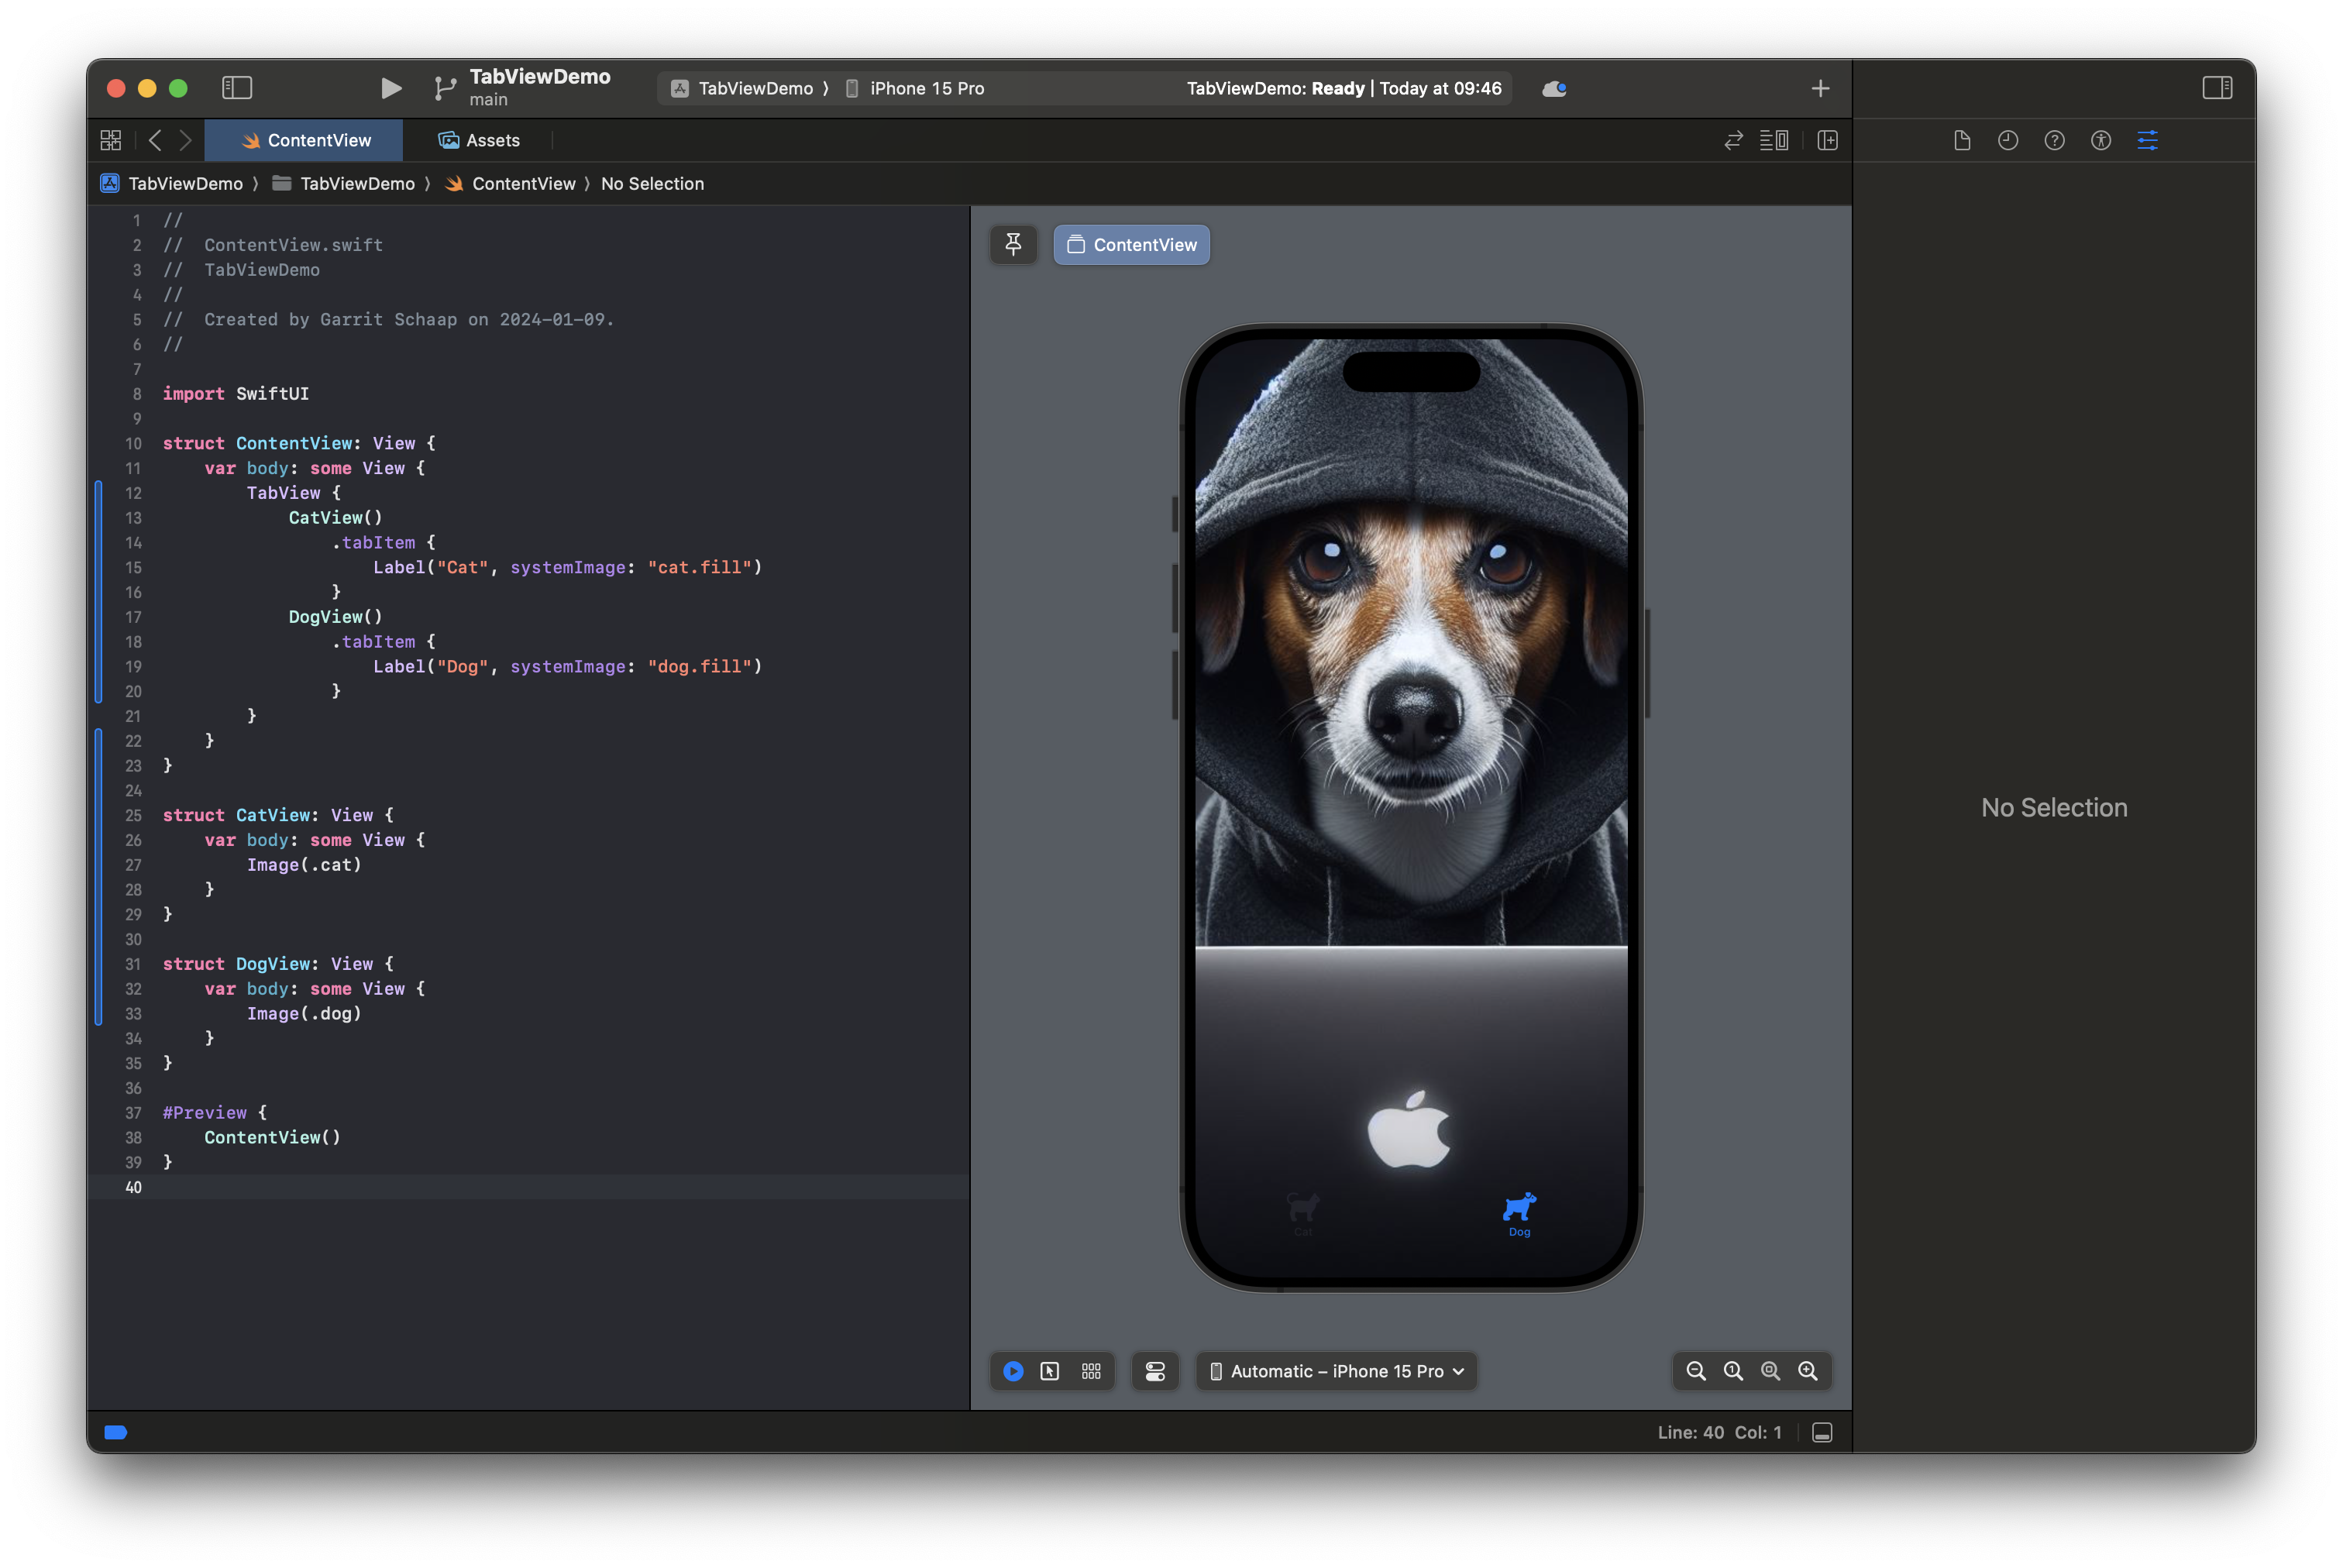 TabViewDemo
main
TabViewDemo 〉 iPhone 15 Pro
TabViewDemo: Ready | Today at 09:46
ContentView
Assets
TabViewDemo 〉 TabViewDemo 〉 ContentView 〉 No Selection
1 //
2 //  ContentView.swift
3 //  TabViewDemo
4 //
5 //  Created by Garrit Schaap on 2024-01-09.
6 //
7
8 import SwiftUI
9
10 struct ContentView: View {
11     var body: some View {
12         TabView {
13             CatView()
14                 .tabItem {
15                     Label("Cat", systemImage: "cat.fill")
16                 }
17             DogView()
18                 .tabItem {
19                     Label("Dog", systemImage: "dog.fill")
20                 }
21         }
22     }
23 }
24
25 struct CatView: View {
26     var body: some View {
27         Image(.cat)
28     }
29 }
30
31 struct DogView: View {
32     var body: some View {
33         Image(.dog)
34     }
35 }
36
37 #Preview {
38     ContentView()
39 }
40
ContentView
Cat
Dog
Automatic – iPhone 15 Pro
No Selection
Line: 40  Col: 1